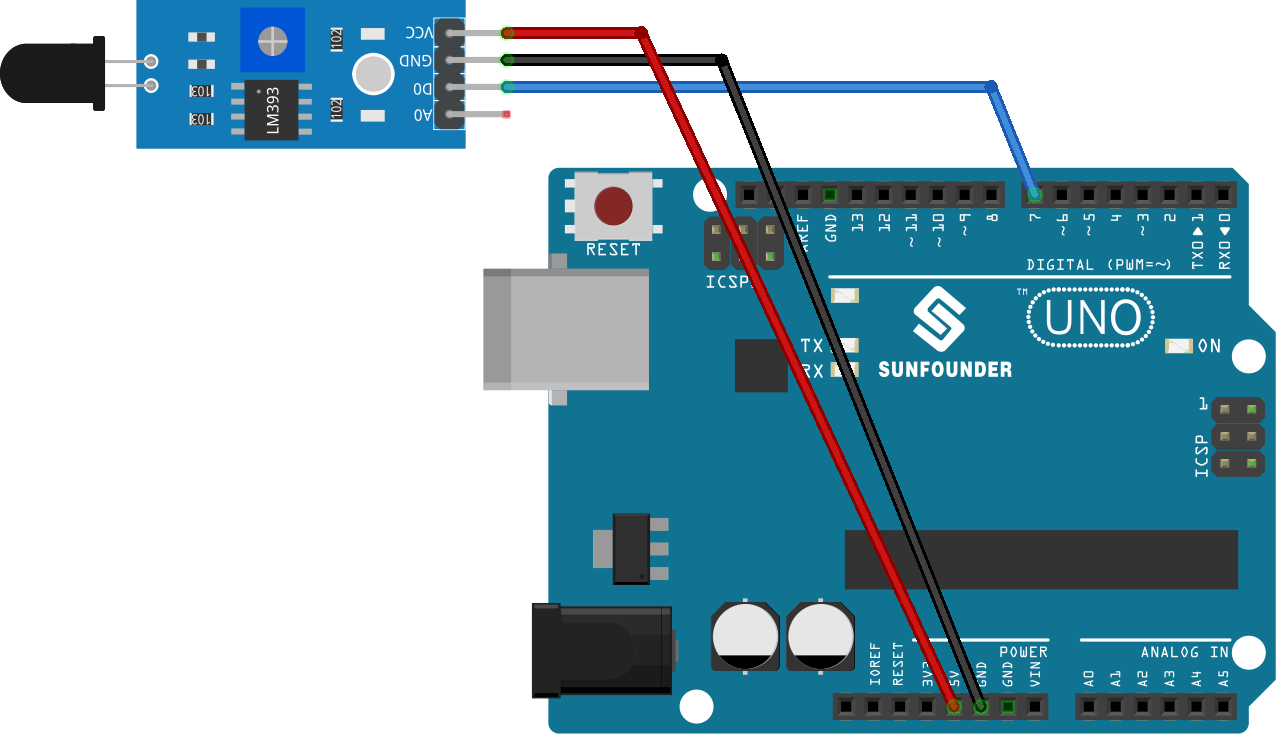 VCC
GND
D0
A0
102
103
103
102
LM393
RESET
AREF
GND
13
12
~11
~10
~9
8
7
~6
~5
4
~3
2
TX0▶1
RX0◀0
DIGITAL (PWM=~)
ICSP
TM
UNO
TX
RX
SUNFOUNDER
ON
1
ICSP
POWER
ANALOG IN
IOREF
RESET
3V3
5V
GND
GND
VIN
A0
A1
A2
A3
A4
A5